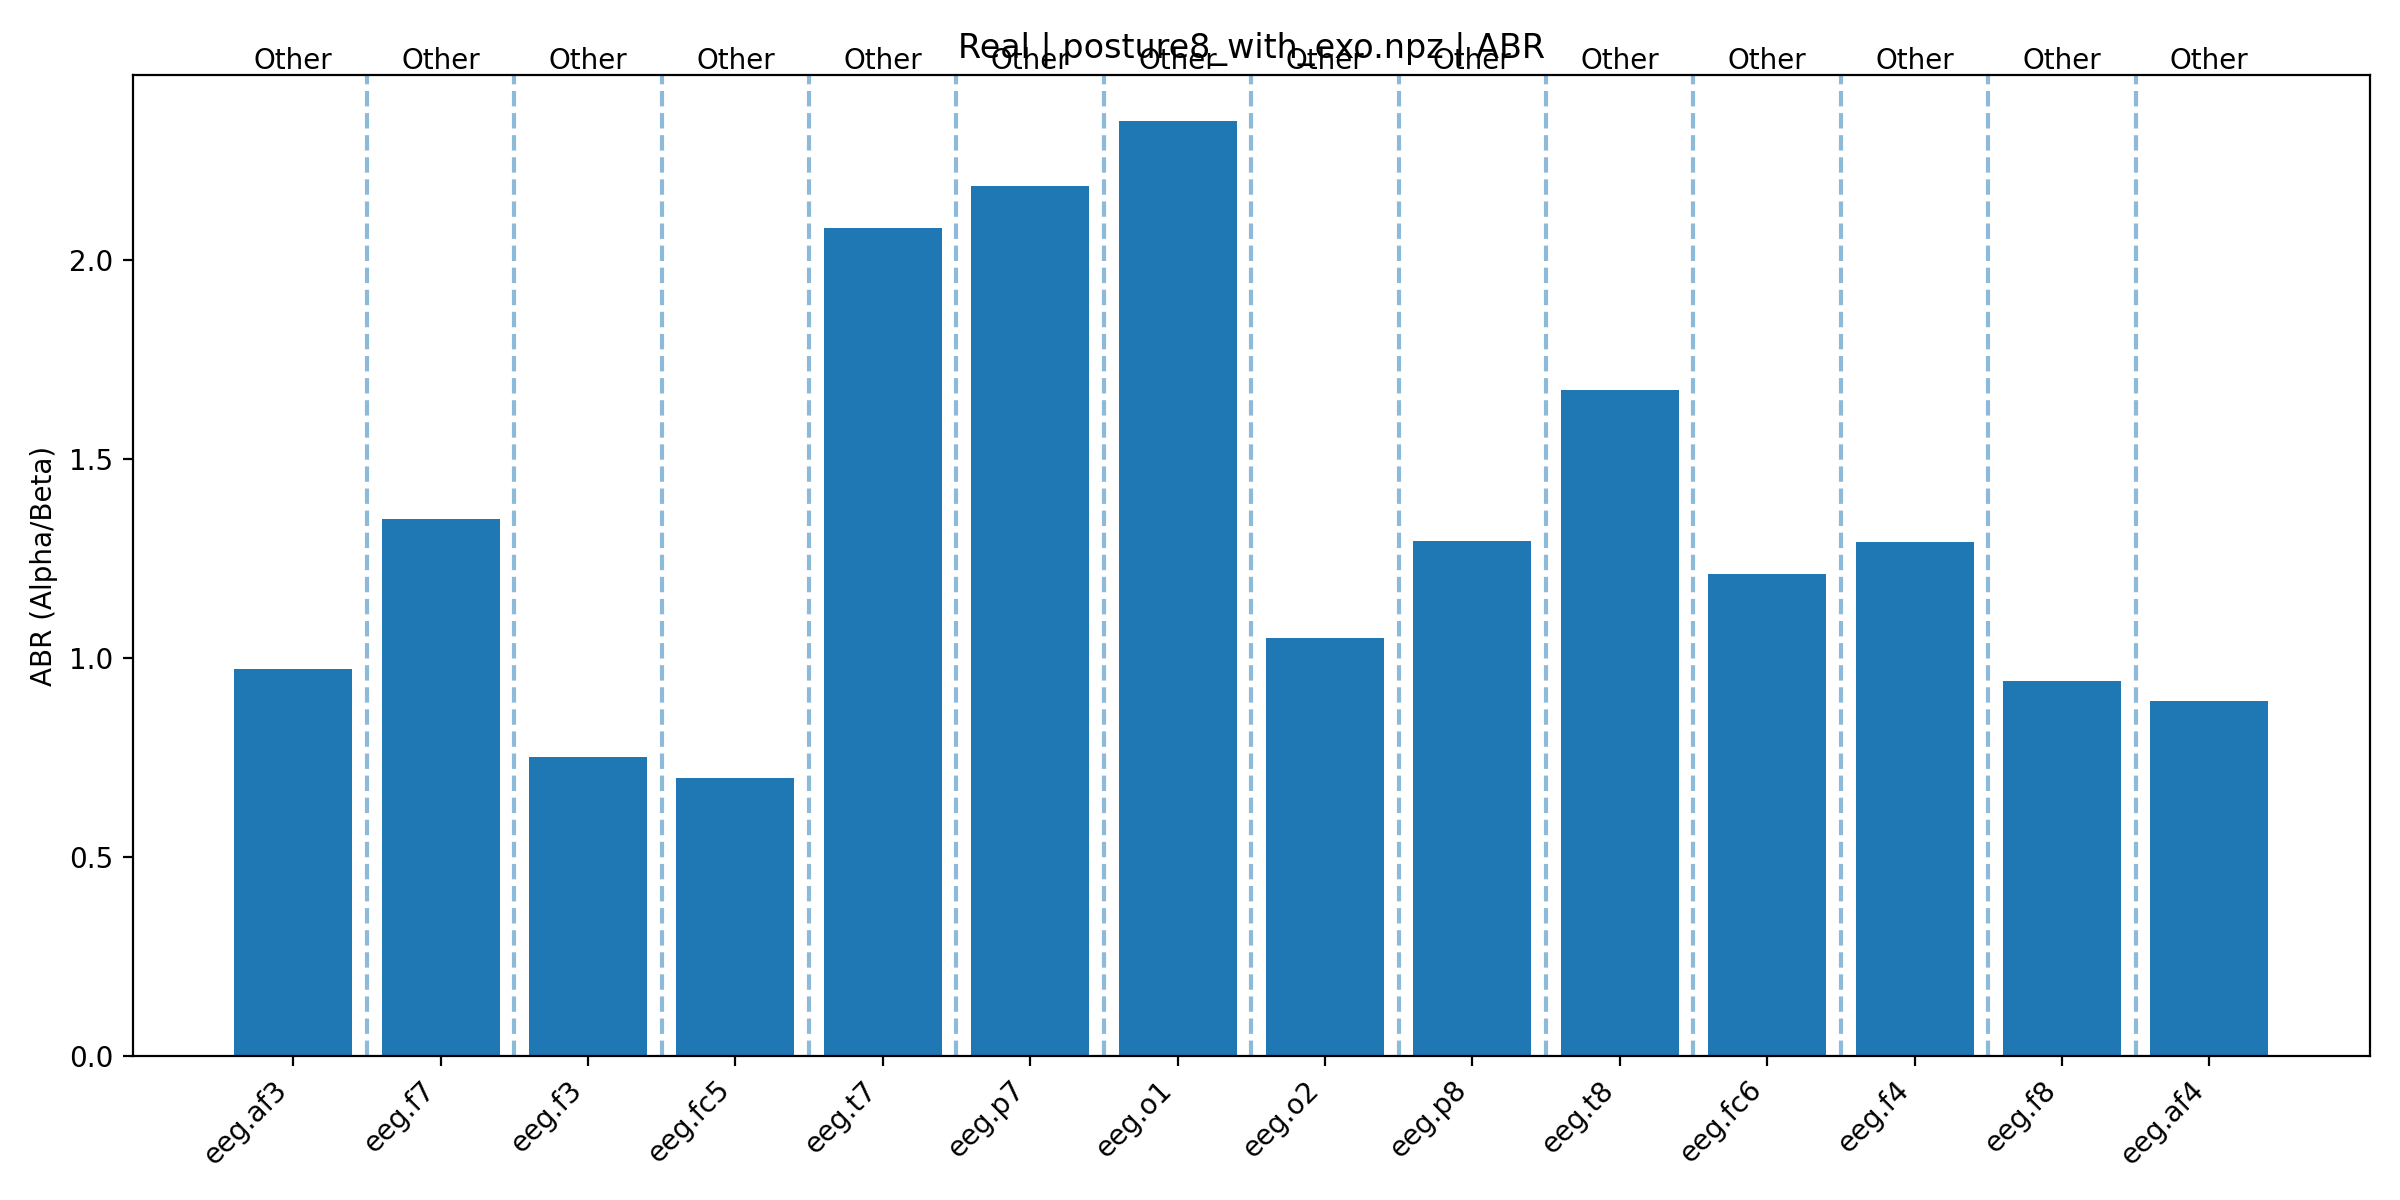 Real | posture8_with_exo.npz | ABR
Other Other Other Other Other Other Other Other Other Other Other Other Other Other
ABR (Alpha/Beta)
2.0
1.5
1.0
0.5
0.0
eeg.af3 eeg.f7 eeg.f3 eeg.fc5 eeg.t7 eeg.p7 eeg.o1 eeg.o2 eeg.p8 eeg.t8 eeg.fc6 eeg.f4 eeg.f8 eeg.af4